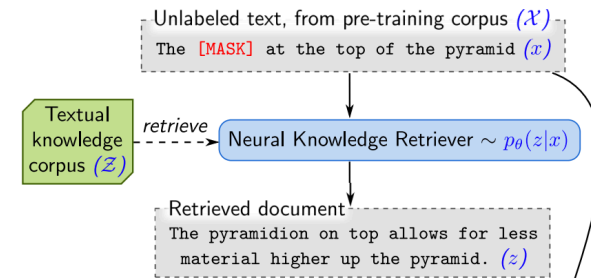 Unlabeled text, from pre-training corpus (𝒳)
The [MASK] at the top of the pyramid (x)
Textual
knowledge
corpus (𝒵)
retrieve
Neural Knowledge Retriever ∼ pθ(z|x)
Retrieved document
The pyramidion on top allows for less
material higher up the pyramid. (z)